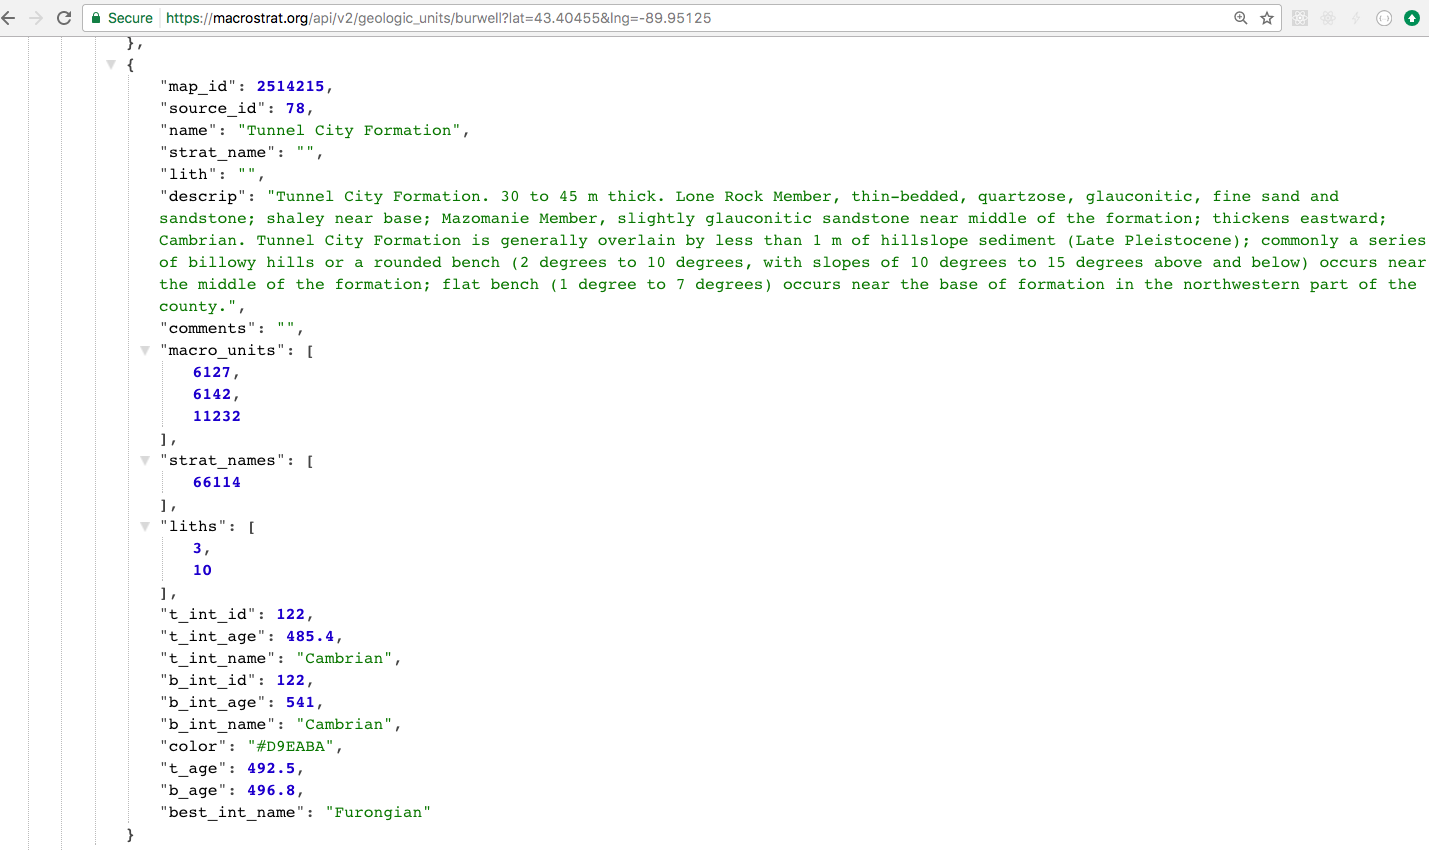 Secure https://macrostrat.org/api/v2/geologic_units/burwell?lat=43.40455&lng=-89.95125
},
{
"map_id": 2514215,
"source_id": 78,
"name": "Tunnel City Formation",
"strat_name": "",
"lith": "",
"descrip": "Tunnel City Formation. 30 to 45 m thick. Lone Rock Member, thin-bedded, quartzose, glauconitic, fine sand and
sandstone; shaley near base; Mazomanie Member, slightly glauconitic sandstone near middle of the formation; thickens eastward;
Cambrian. Tunnel City Formation is generally overlain by less than 1 m of hillslope sediment (Late Pleistocene); commonly a series
of billowy hills or a rounded bench (2 degrees to 10 degrees, with slopes of 10 degrees to 15 degrees above and below) occurs near
the middle of the formation; flat bench (1 degree to 7 degrees) occurs near the base of formation in the northwestern part of the
county.",
"comments": "",
"macro_units": [
6127,
6142,
11232
],
"strat_names": [
66114
],
"liths": [
3,
10
],
"t_int_id": 122,
"t_int_age": 485.4,
"t_int_name": "Cambrian",
"b_int_id": 122,
"b_int_age": 541,
"b_int_name": "Cambrian",
"color": "#D9EABA",
"t_age": 492.5,
"b_age": 496.8,
"best_int_name": "Furongian"
}